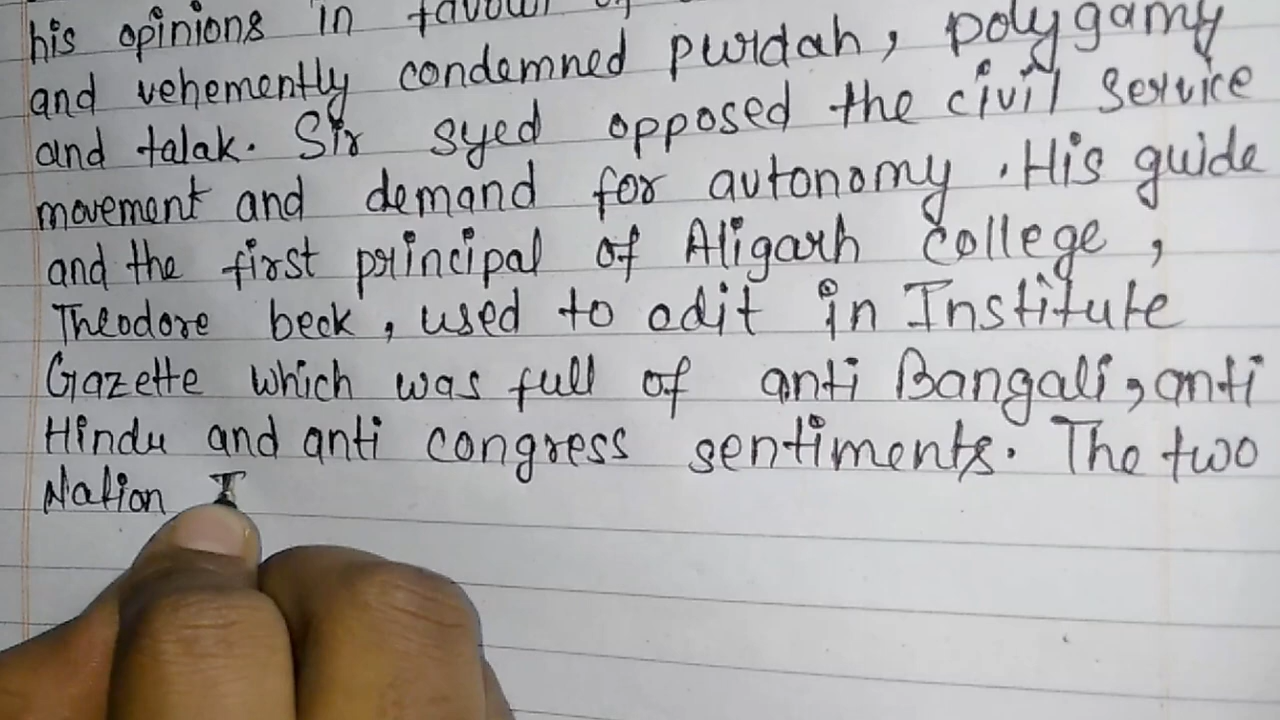 his opinions in favour of
and vehemently condemned purdah, polygamy
and talak. Sir syed opposed the civil service
movement and demand for autonomy. His guide
and the first principal of Aligarh college,
Theodore beck, used to edit in Institute
Gazette which was full of anti Bangali, anti
Hindu and anti congress sentiments. The two
Nation T